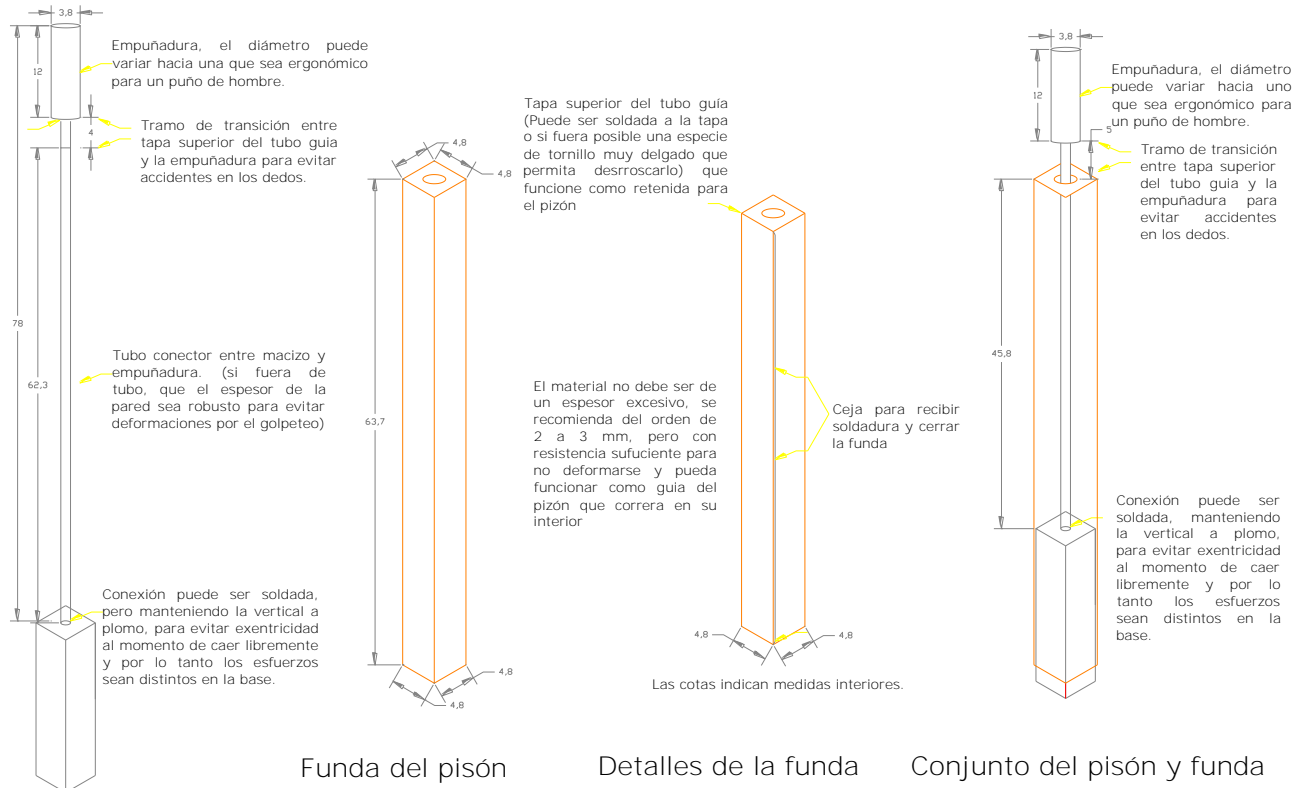 3,8
Empuñadura, el diámetro puede
variar hacia una que sea ergonómico
para un puño de hombre.
12
4
Tramo de transición entre
tapa superior del tubo guia
y la empuñadura para evitar
accidentes en los dedos.
78
62,3
Tubo conector entre macizo y
empuñadura. (si fuera de
tubo, que el espesor de la
pared sea robusto para evitar
deformaciones por el golpeteo)
Conexión puede ser soldada,
pero manteniendo la vertical a
plomo, para evitar exentricidad
al momento de caer libremente
y por lo tanto los esfuerzos
sean distintos en la base.
4,8
4,8
63,7
4,8
4,8
Funda del pisón
Tapa superior del tubo guía
(Puede ser soldada a la tapa
o si fuera posible una especie
de tornillo muy delgado que
permita desrroscarlo) que
funcione como retenida para
el pizón
El material no debe ser de
un espesor excesivo, se
recomienda del orden de
2 a 3 mm, pero con
resistencia sufuciente para
no deformarse y pueda
funcionar como guia del
pizón que correra en su
interior
Ceja para recibir
soldadura y cerrar
la funda
4,8
4,8
Las cotas indican medidas interiores.
Detalles de la funda
3,8
12
Empuñadura, el diámetro
puede variar hacia uno
que sea ergonómico para
un puño de hombre.
5
Tramo de transición
entre tapa superior
del tubo guia y la
empuñadura para
evitar accidentes
en los dedos.
45,8
Conexión puede ser
soldada, manteniendo
la vertical a plomo,
para evitar exentricidad
al momento de caer
libremente y por lo
tanto los esfuerzos
sean distintos en la
base.
Conjunto del pisón y funda